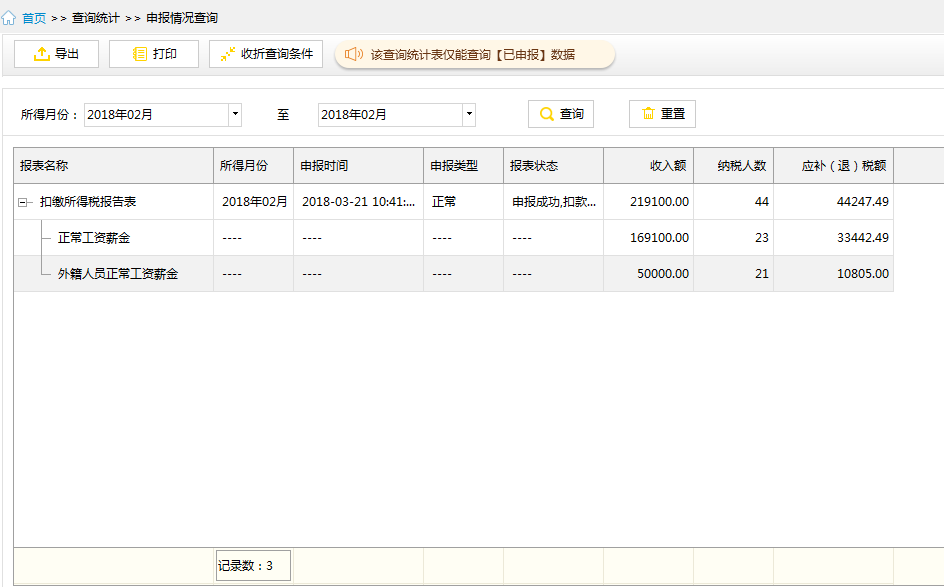 首页 >> 查询统计 >> 申报情况查询
导出 打印 收折查询条件 该查询统计表仅能查询【已申报】数据
所得月份： 2018年02月 至 2018年02月 查询 重置
报表名称 所得月份 申报时间 申报类型 报表状态 收入额 纳税人数 应补（退）税额
扣缴所得税报告表 2018年02月 2018-03-21 10:41:... 正常 申报成功,扣款... 219100.00 44 44247.49
正常工资薪金 ---- ---- ---- ---- 169100.00 23 33442.49
外籍人员正常工资薪金 ---- ---- ---- ---- 50000.00 21 10805.00
记录数：3